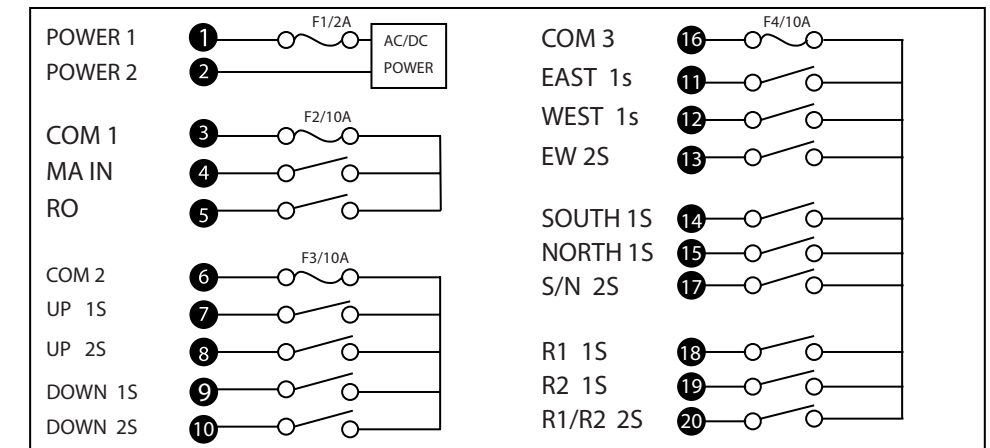 POWER 1 1 F1/2A AC/DC
POWER 2 2 POWER
COM 1 3 F2/10A
MA IN 4
RO 5
COM 2 6 F3/10A
UP 1S 7
UP 2S 8
DOWN 1S 9
DOWN 2S 10
COM 3 16 F4/10A
EAST 1s 11
WEST 1s 12
EW 2S 13
SOUTH 1S 14
NORTH 1S 15
S/N 2S 17
R1 1S 18
R2 1S 19
R1/R2 2S 20